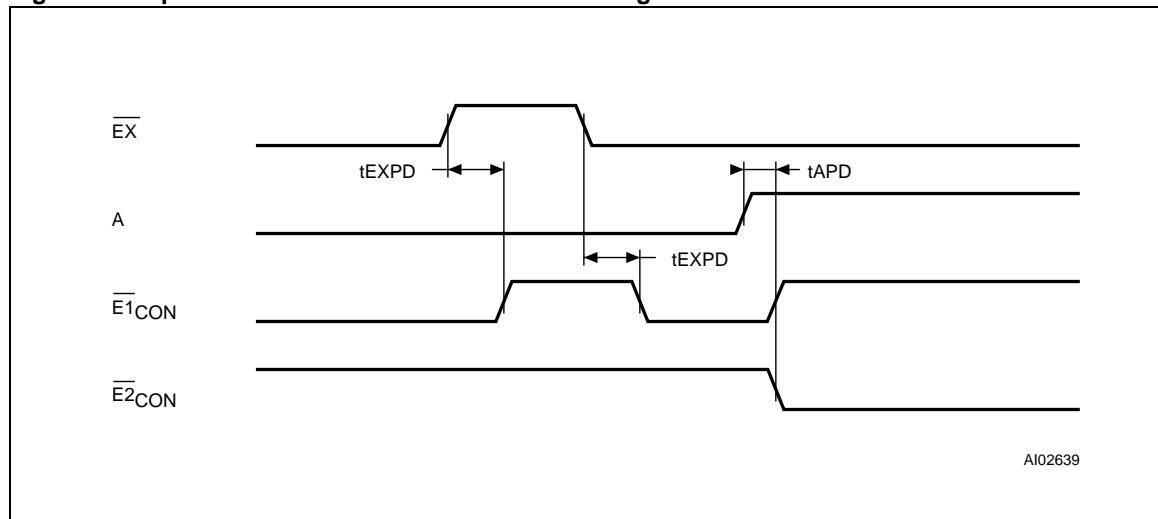 EX
tEXPD
tAPD
A
tEXPD
E1CON
E2CON
AI02639